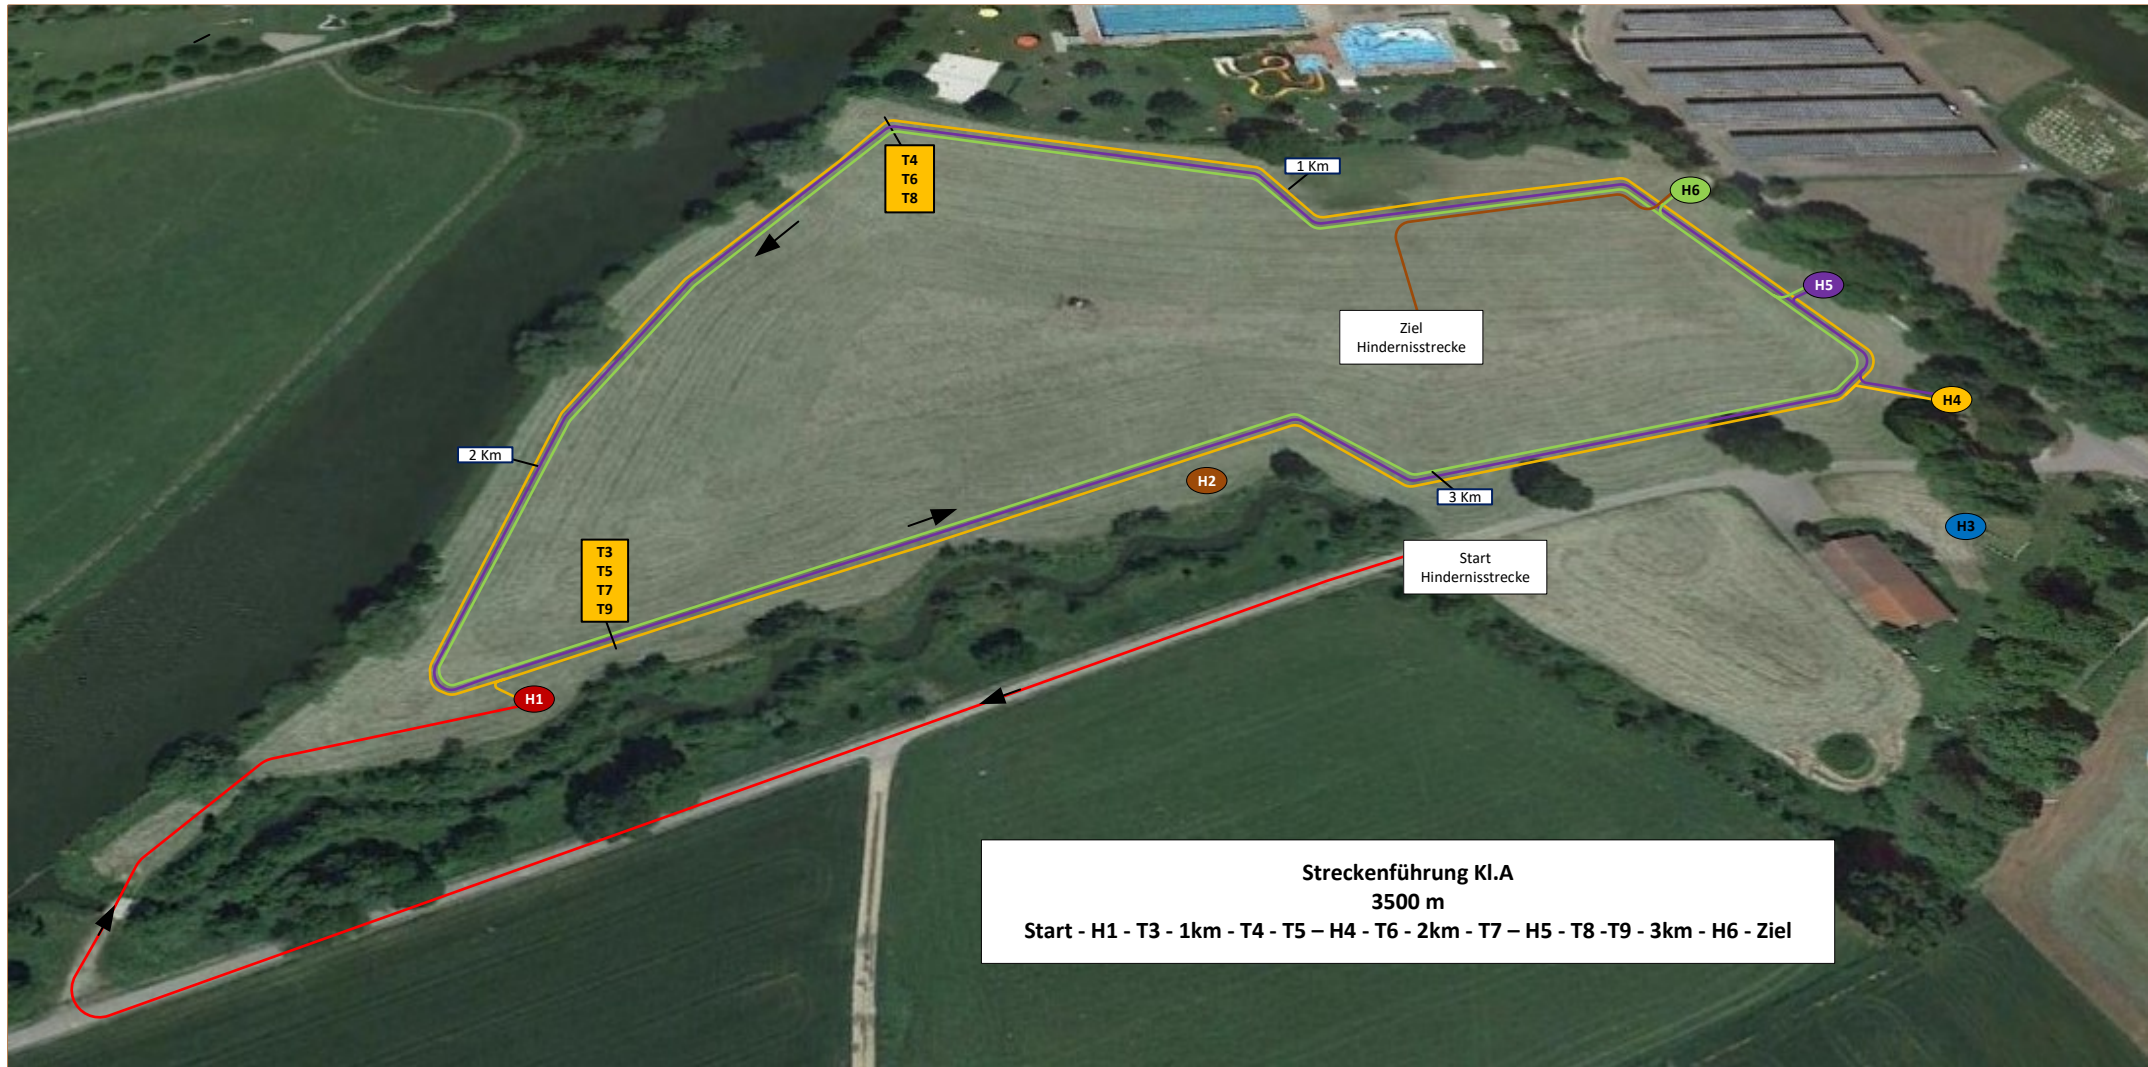 T4
T6
T8
1 Km
H6
H5
Ziel
Hindernisstrecke
H4
2 Km
H2
3 Km
H3
T3
T5
T7
T9
Start
Hindernisstrecke
H1
Streckenführung Kl.A
3500 m
Start - H1 - T3 - 1km - T4 - T5 – H4 - T6 - 2km - T7 – H5 - T8 -T9 - 3km - H6 - Ziel